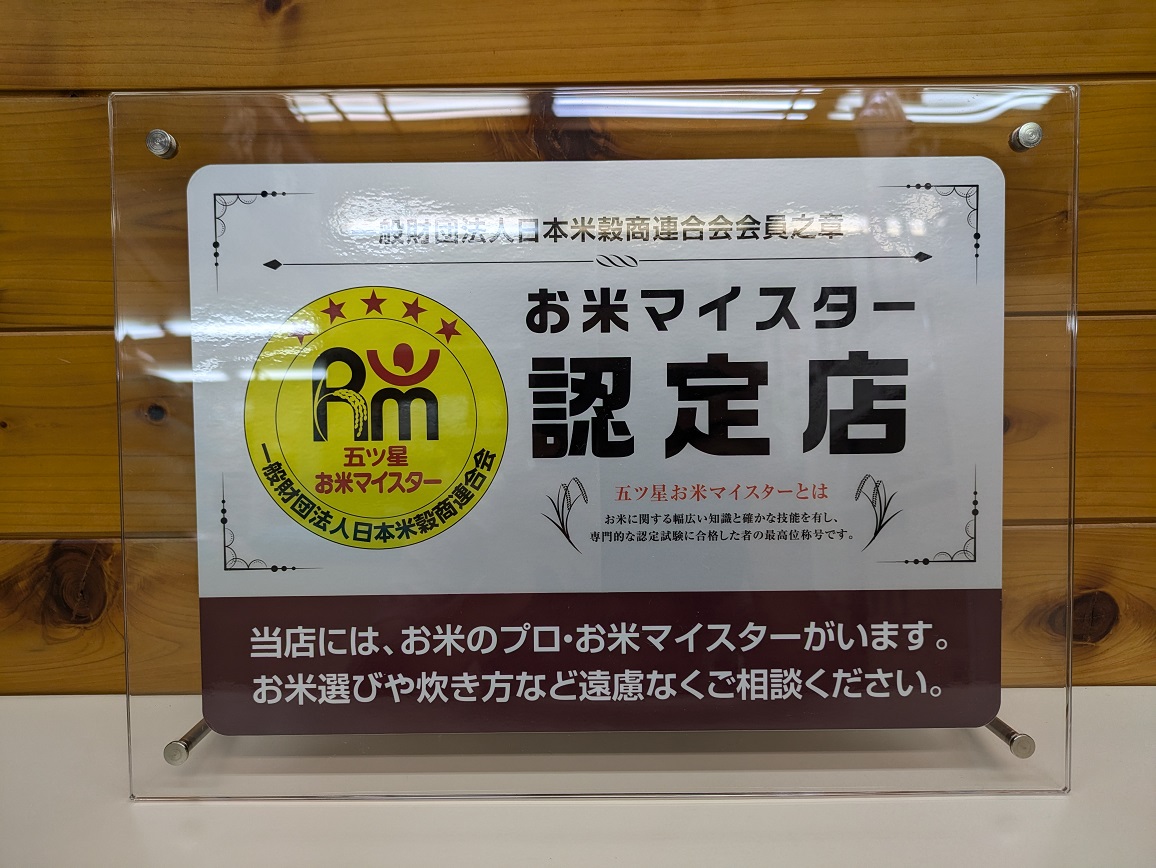 一般財団法人日本米穀商連合会会員之章
お米マイスター
認定店
RM
五ツ星
お米マイスター
一般財団法人日本米穀商連合会
五ツ星お米マイスターとは
お米に関する幅広い知識と確かな技能を有し、
専門的な認定試験に合格した者の最高位称号です。
当店には、お米のプロ・お米マイスターがいます。
お米選びや炊き方など遠慮なくご相談ください。